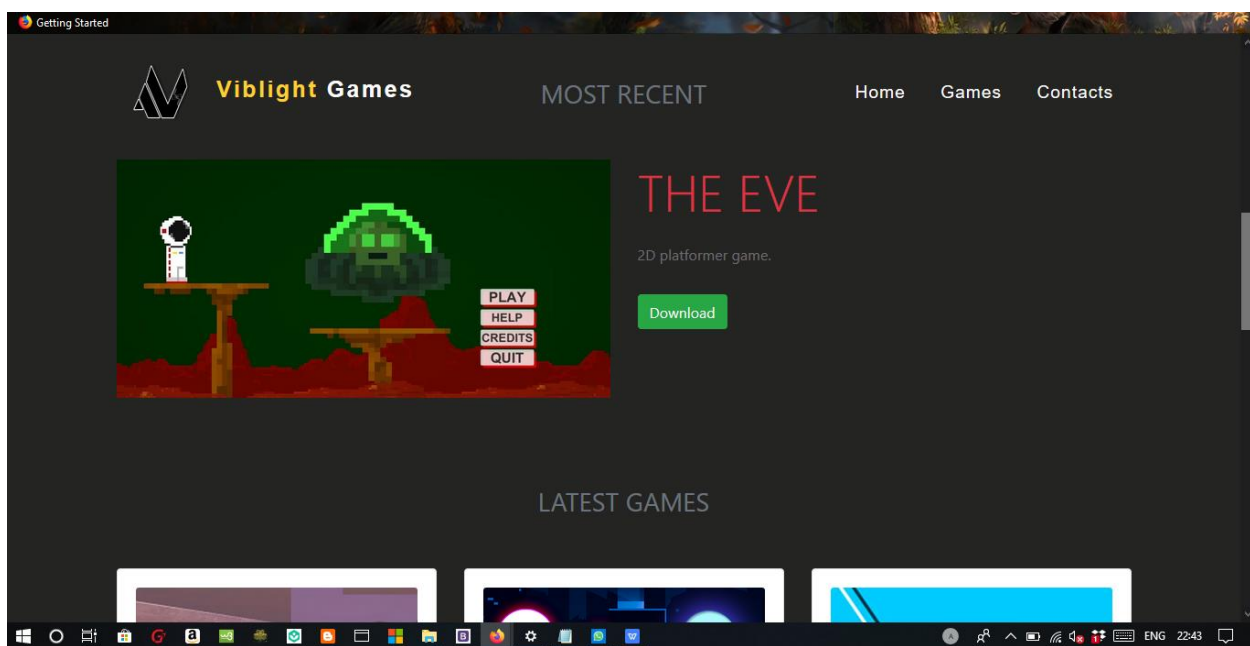 Getting Started
Viblight Games
MOST RECENT
Home Games Contacts
THE EVE
2D platformer game.
Download
PLAY
HELP
CREDITS
QUIT
LATEST GAMES
ENG 22:43